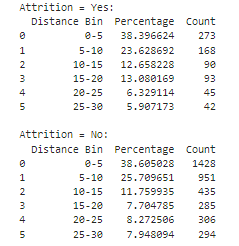 Attrition = Yes:
Distance Bin Percentage Count
0 0-5 38.396624 273
1 5-10 23.628692 168
2 10-15 12.658228 90
3 15-20 13.080169 93
4 20-25 6.329114 45
5 25-30 5.907173 42
Attrition = No:
Distance Bin Percentage Count
0 0-5 38.605028 1428
1 5-10 25.709651 951
2 10-15 11.759935 435
3 15-20 7.704785 285
4 20-25 8.272506 306
5 25-30 7.948094 294